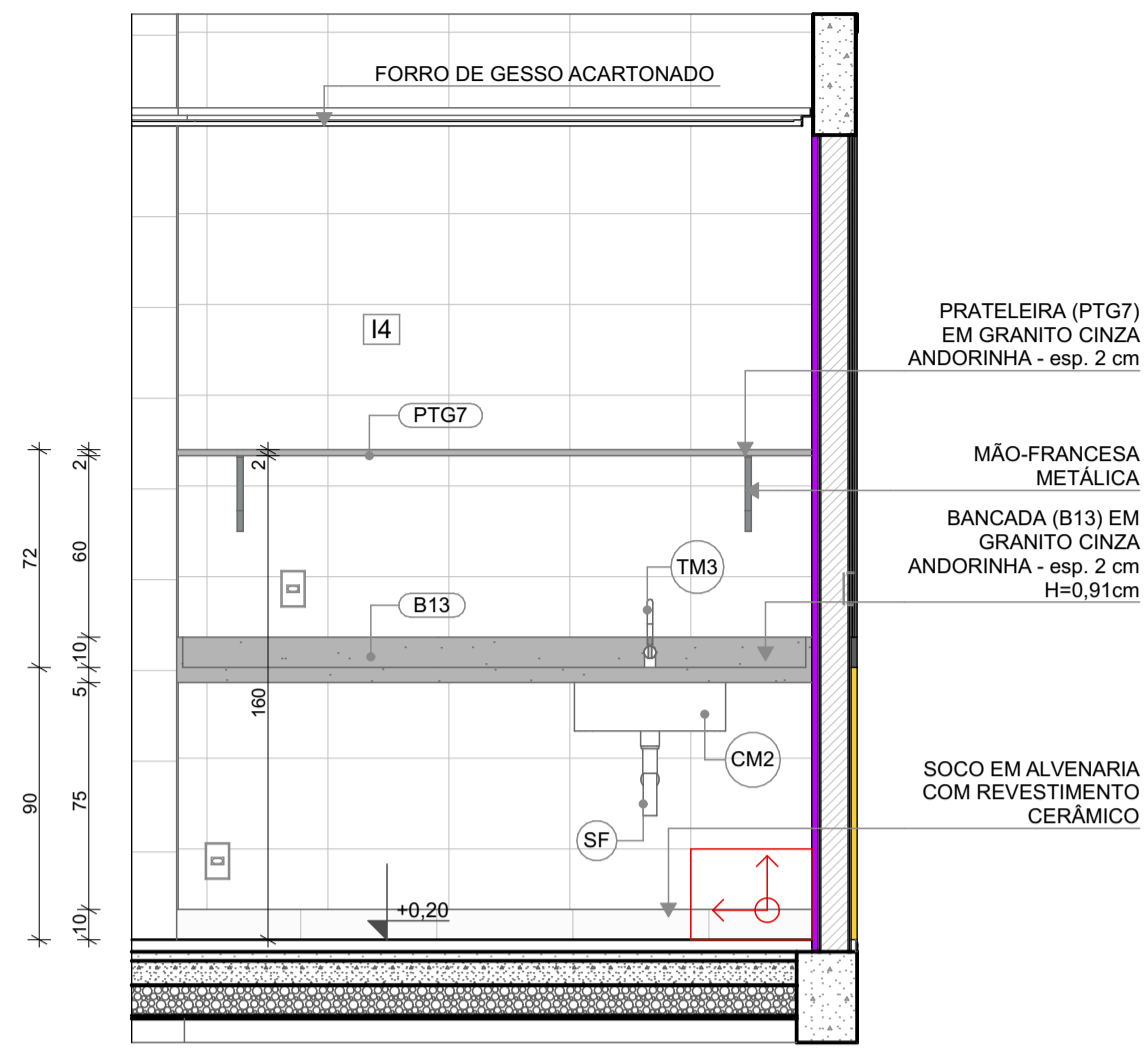 FORRO DE GESSO ACARTONADO
PRATELEIRA (PTG7)
EM GRANITO CINZA
ANDORINHA - esp. 2 cm
I4
PTG7
MÃO-FRANCESA
METÁLICA
BANCADA (B13) EM
GRANITO CINZA
ANDORINHA - esp. 2 cm
H=0,91cm
TM3
B13
CM2
SOCO EM ALVENARIA
COM REVESTIMENTO
CERÂMICO
SF
+0,20
72
90
2
60
10
5
75
10
2
160